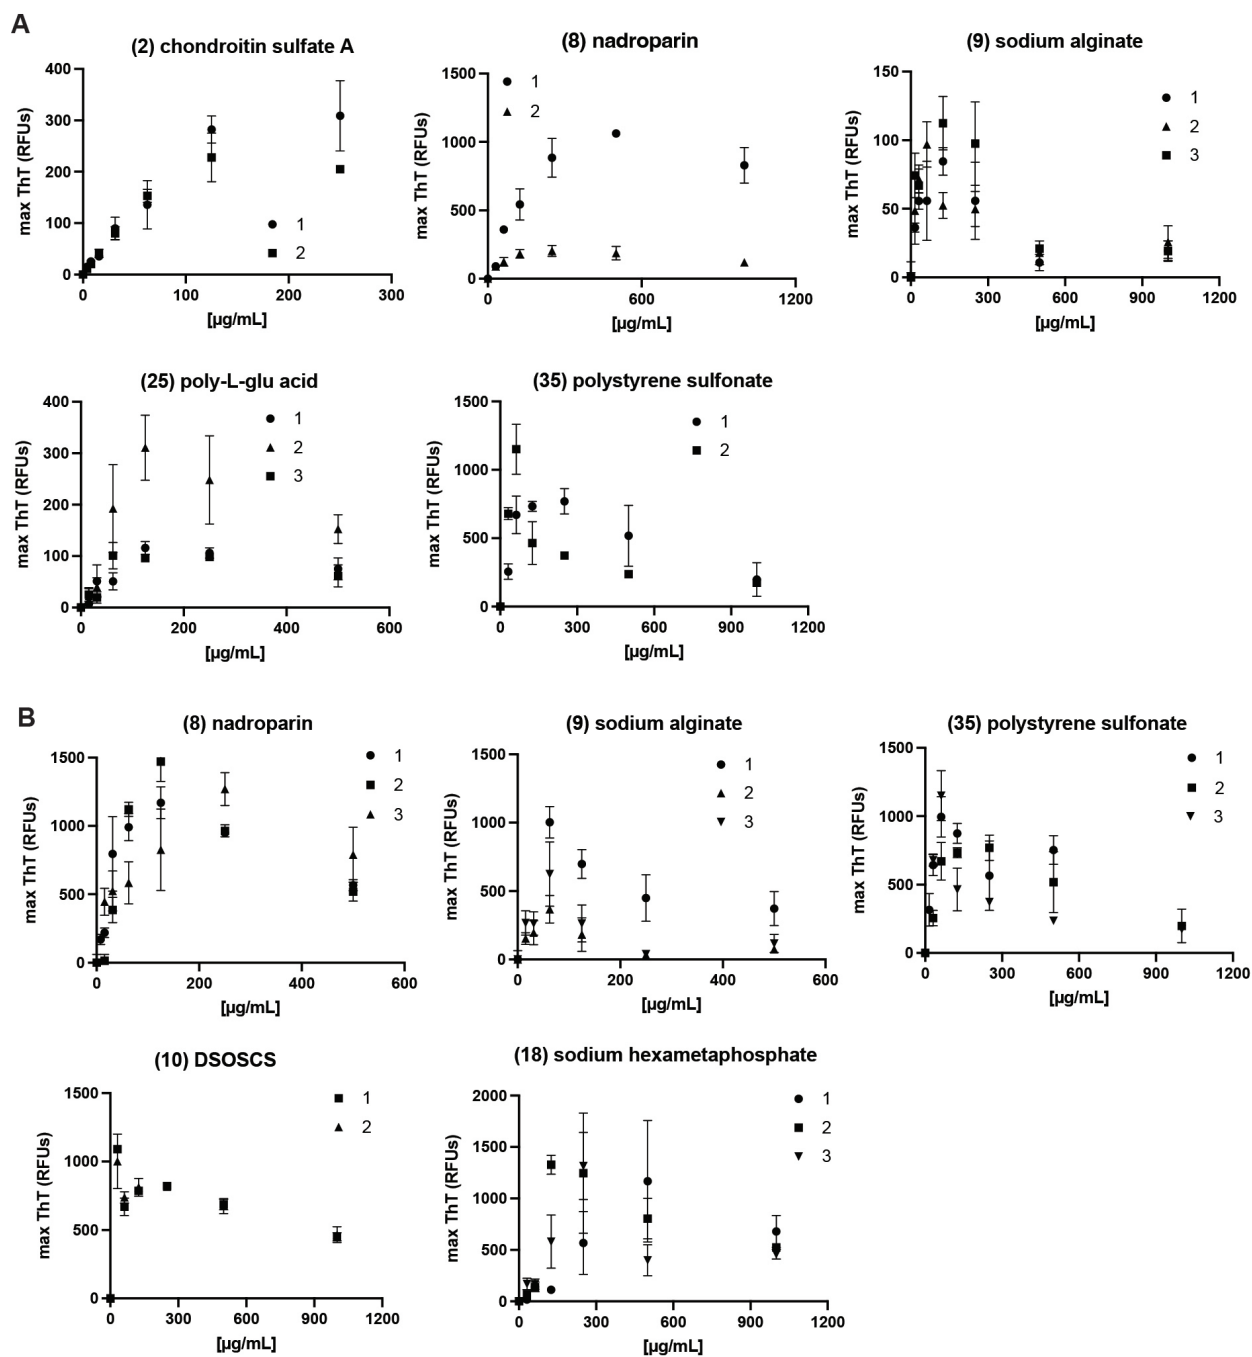 A
(2) chondroitin sulfate A
400
300
200
100
0
0 100 200 300
max ThT (RFUs)
[µg/mL]
1
2
(8) nadroparin
1500
1000
500
0
0 600 1200
max ThT (RFUs)
[µg/mL]
1
2
(9) sodium alginate
150
100
50
0
0 300 600 900 1200
max ThT (RFUs)
[µg/mL]
1
2
3
(25) poly-L-glu acid
400
300
200
100
0
0 200 400 600
max ThT (RFUs)
[µg/mL]
1
2
3
(35) polystyrene sulfonate
1500
1000
500
0
0 300 600 900 1200
max ThT (RFUs)
[µg/mL]
1
2
B
(8) nadroparin
1500
1000
500
0
0 200 400 600
max ThT (RFUs)
[µg/mL]
1
2
3
(9) sodium alginate
1500
1000
500
0
0 200 400 600
max ThT (RFUs)
[µg/mL]
1
2
3
(35) polystyrene sulfonate
1500
1000
500
0
0 300 600 900 1200
max ThT (RFUs)
[µg/mL]
1
2
3
(10) DSOSCS
1500
1000
500
0
0 300 600 900 1200
max ThT (RFUs)
[µg/mL]
1
2
(18) sodium hexametaphosphate
2000
1500
1000
500
0
0 300 600 900 1200
max ThT (RFUs)
[µg/mL]
1
2
3